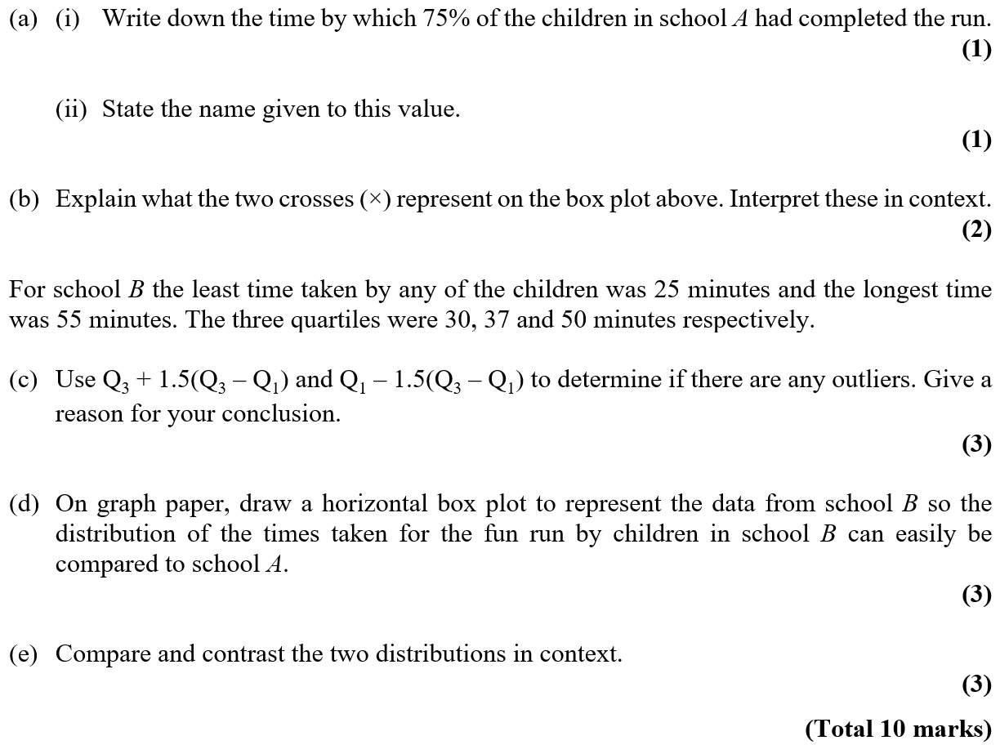 (a) (i) Write down the time by which 75% of the children in school A had completed the run.
(1)
(ii) State the name given to this value.
(1)
(b) Explain what the two crosses (×) represent on the box plot above. Interpret these in context.
(2)
For school B the least time taken by any of the children was 25 minutes and the longest time
was 55 minutes. The three quartiles were 30, 37 and 50 minutes respectively.
(c) Use Q₃ + 1.5(Q₃ – Q₁) and Q₁ – 1.5(Q₃ – Q₁) to determine if there are any outliers. Give a
reason for your conclusion.
(3)
(d) On graph paper, draw a horizontal box plot to represent the data from school B so the
distribution of the times taken for the fun run by children in school B can easily be
compared to school A.
(3)
(e) Compare and contrast the two distributions in context.
(3)
(Total 10 marks)